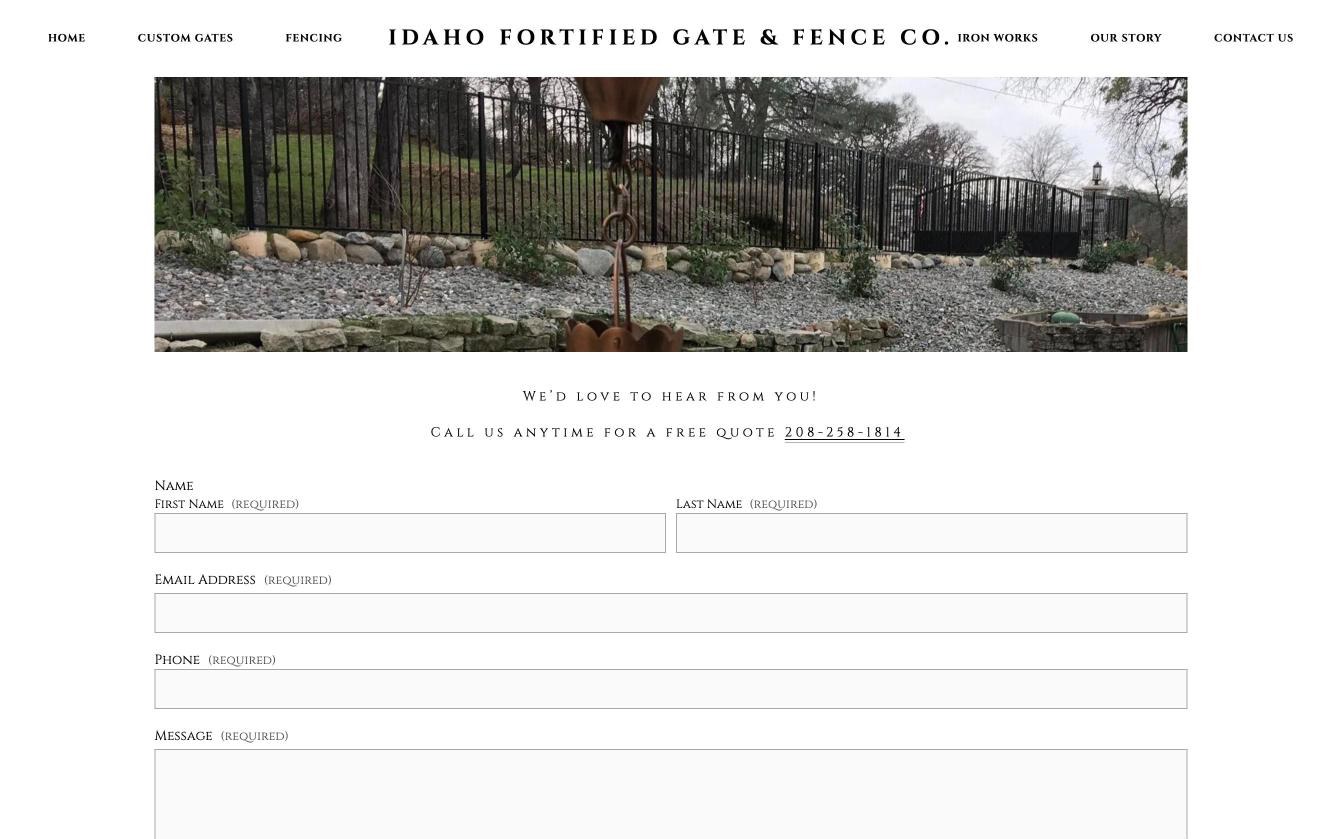 HOME CUSTOM GATES FENCING IDAHO FORTIFIED GATE & FENCE CO. IRON WORKS OUR STORY CONTACT US
We'd love to hear from you!
Call us anytime for a free quote 208-258-1814
Name
First Name (required) Last Name (required)
Email Address (required)
Phone (required)
Message (required)